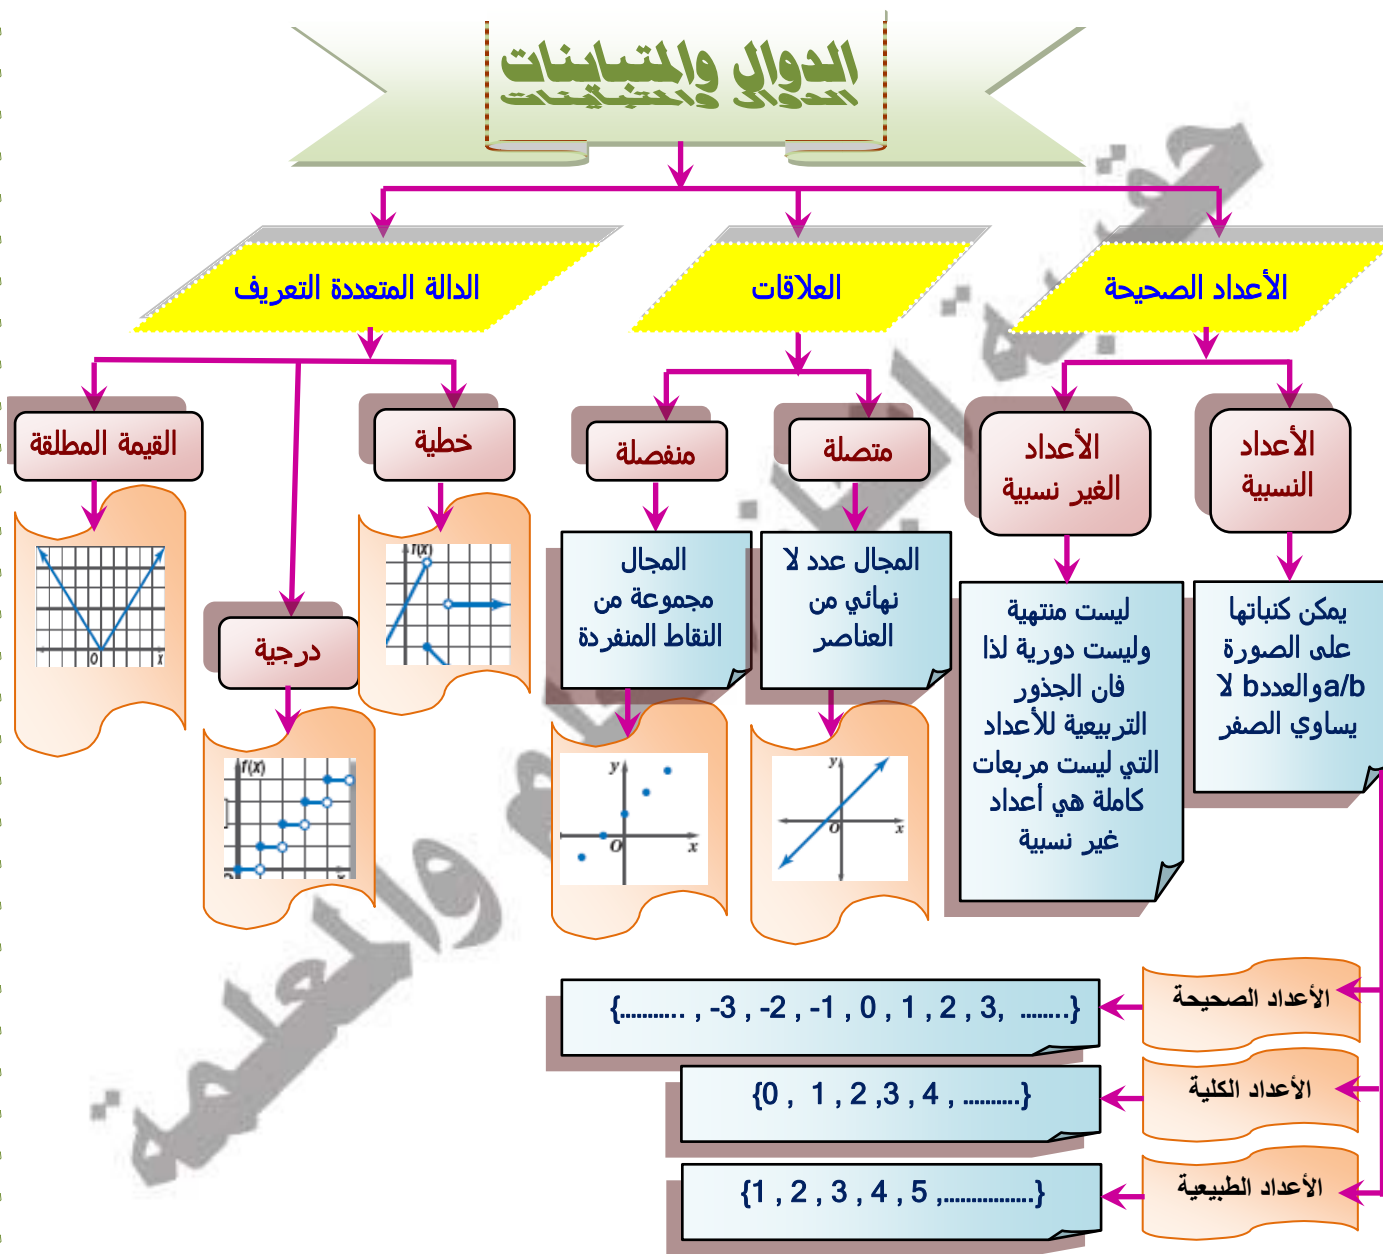 الدوال والمتباينات
الأعداد الصحيحة
العلاقات
الدالة المتعددة التعريف
الأعداد
النسبية
الأعداد
الغير نسبية
متصلة
منفصلة
خطية
درجية
القيمة المطلقة
يمكن كتباتها
على الصورة
a/bوالعددb لا
يساوي الصفر
ليست منتهية
وليست دورية لذا
فان الجذور
التربيعية للأعداد
التي ليست مربعات
كاملة هي أعداد
غير نسبية
المجال عدد لا
نهائي من
العناصر
المجال
مجموعة من
النقاط المنفردة
y
O
x
y
O
x
f(x)
f(x)
x
O
x
الأعداد الصحيحة
{........... , -3 , -2 , -1 , 0 , 1 , 2 , 3, ........}
الأعداد الكلية
{0 , 1 , 2 ,3 , 4 , ..........}
الأعداد الطبيعية
{1 , 2 , 3 , 4 , 5 ,................}
والمعلمة